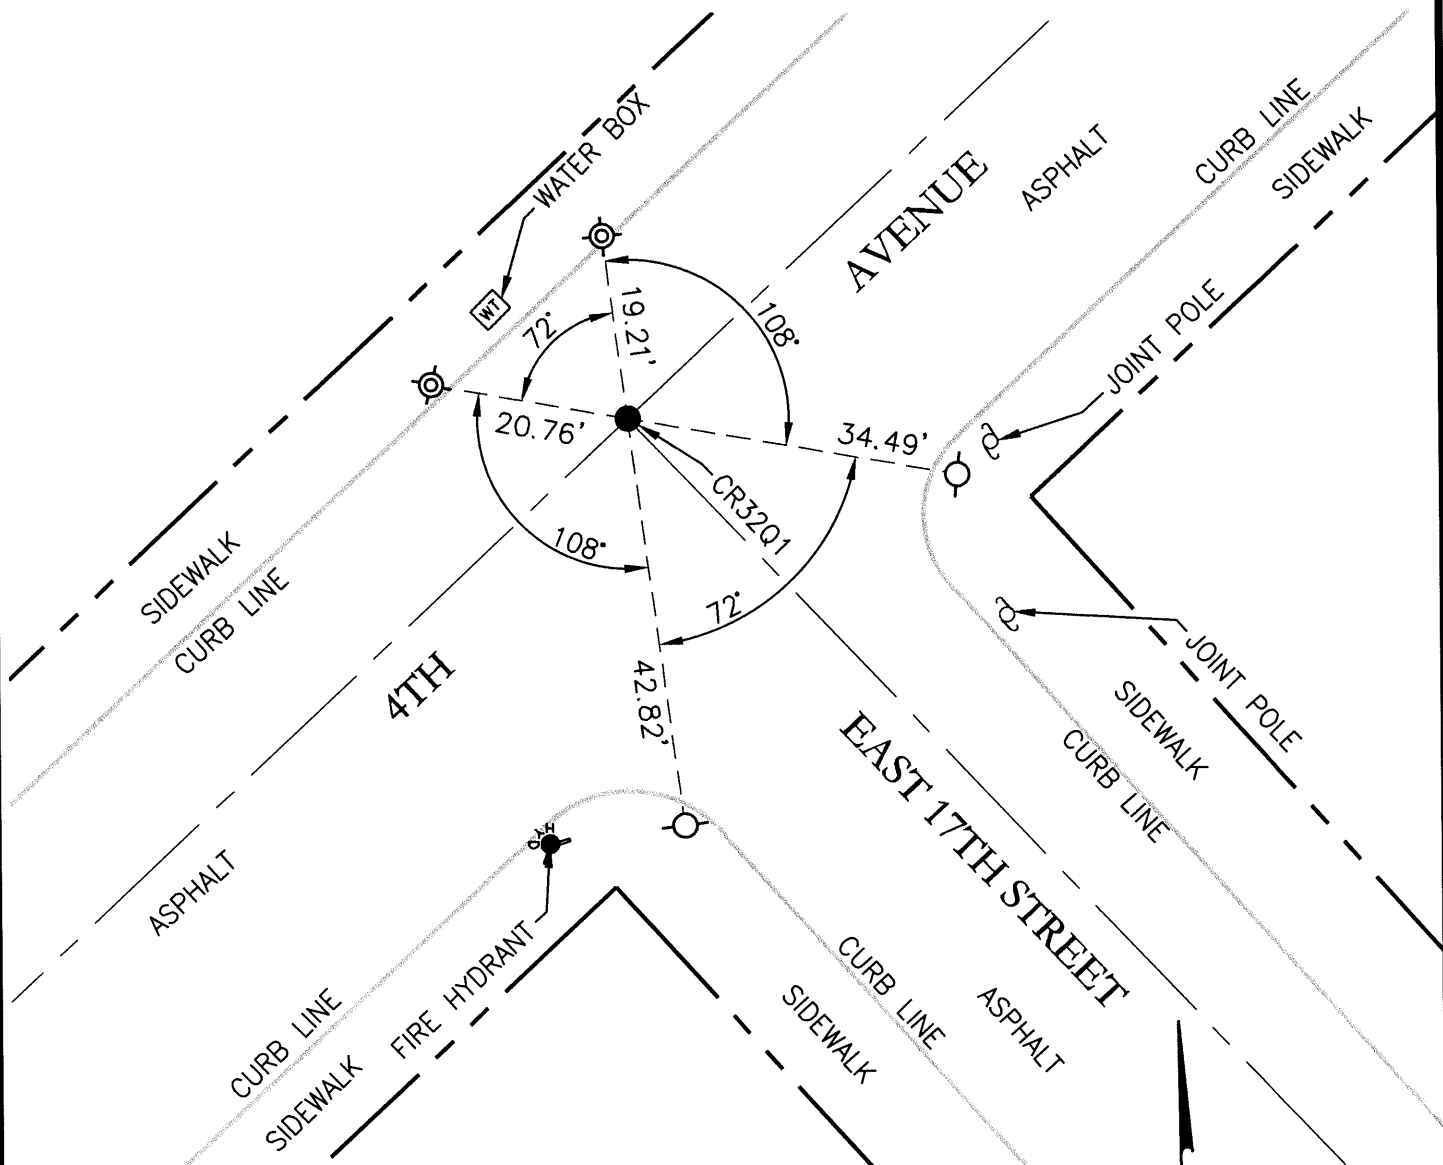 WATER BOX
WT
CURB LINE
SIDEWALK
ASPHALT
AVENUE
JOINT POLE
19.21'
72°
108°
20.76'
34.49'
CR32Q1
108°
72°
SIDEWALK
CURB LINE
4TH
42.82'
JOINT POLE
SIDEWALK
CURB LINE
EAST 17TH STREET
HYD
ASPHALT
FIRE HYDRANT
CURB LINE
SIDEWALK
CURB LINE
SIDEWALK
ASPHALT